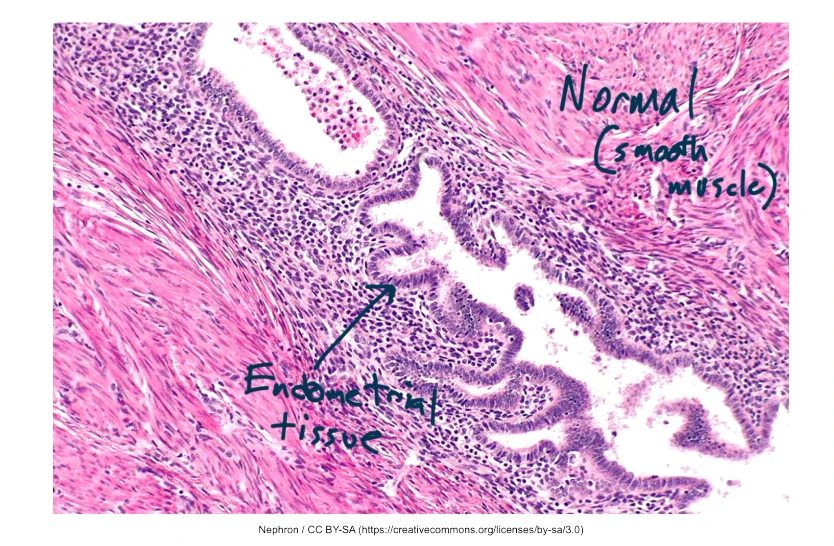 Normal
(smooth
muscle)
Endometrial
tissue
Nephron / CC BY-SA (https://creativecommons.org/licenses/by-sa/3.0)